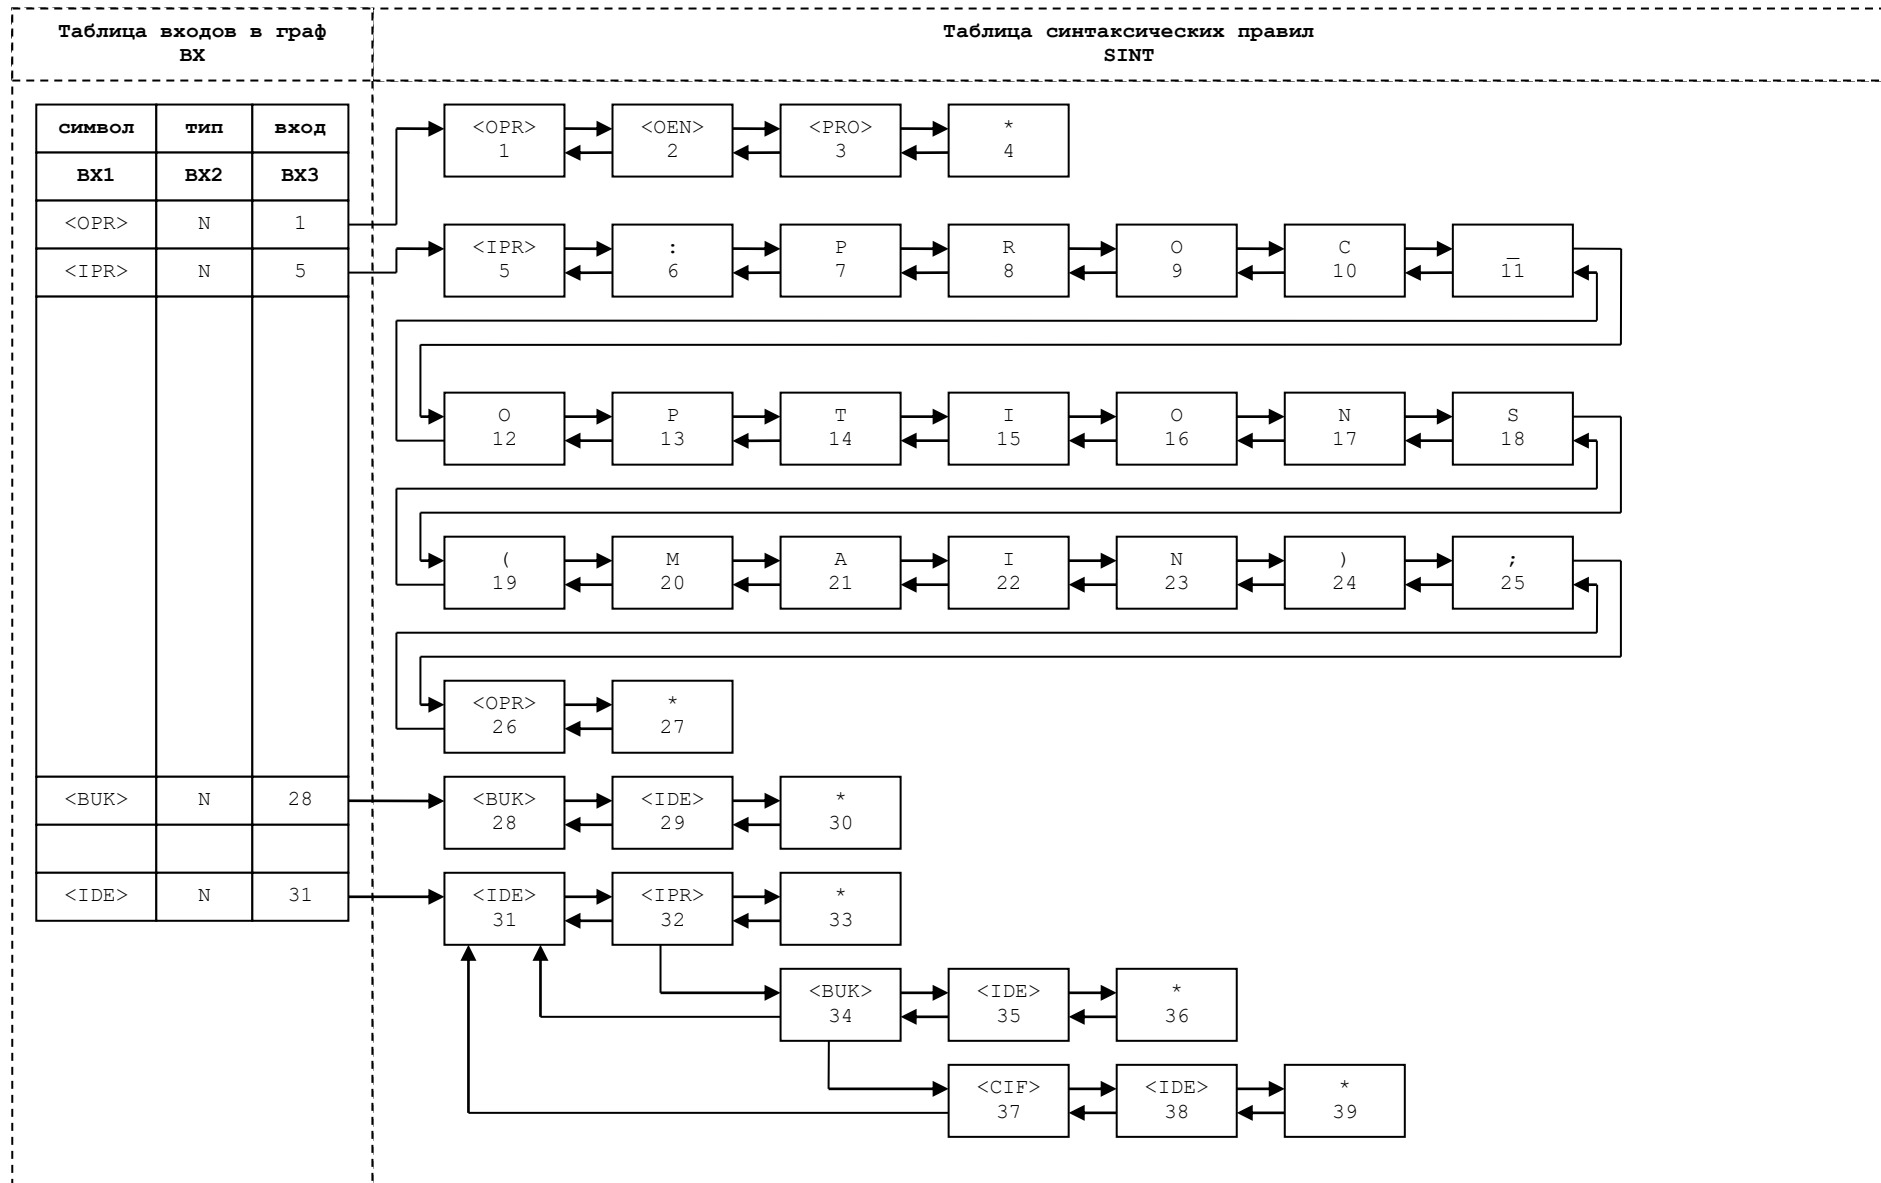 Таблица входов в граф
BX
Таблица синтаксических правил
SINT
символ тип вход
BX1 BX2 BX3
<OPR> N 1
<IPR> N 5
<BUK> N 28
<IDE> N 31
<OPR> <OEN> <PRO> *
1 2 3 4
<IPR> : P R O C _
5 6 7 8 9 10 11
O P T I O N S
12 13 14 15 16 17 18
( M A I N ) ;
19 20 21 22 23 24 25
<OPR> *
26 27
<BUK> <IDE> *
28 29 30
<IDE> <IPR> *
31 32 33
<BUK> <IDE> *
34 35 36
<CIF> <IDE> *
37 38 39